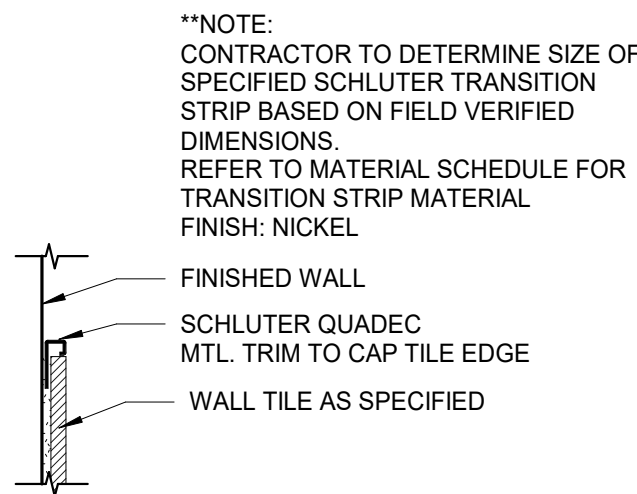 **NOTE:
CONTRACTOR TO DETERMINE SIZE OF
SPECIFIED SCHLUTER TRANSITION
STRIP BASED ON FIELD VERIFIED
DIMENSIONS.
REFER TO MATERIAL SCHEDULE FOR
TRANSITION STRIP MATERIAL
FINISH: NICKEL
FINISHED WALL
SCHLUTER QUADEC
MTL. TRIM TO CAP TILE EDGE
WALL TILE AS SPECIFIED